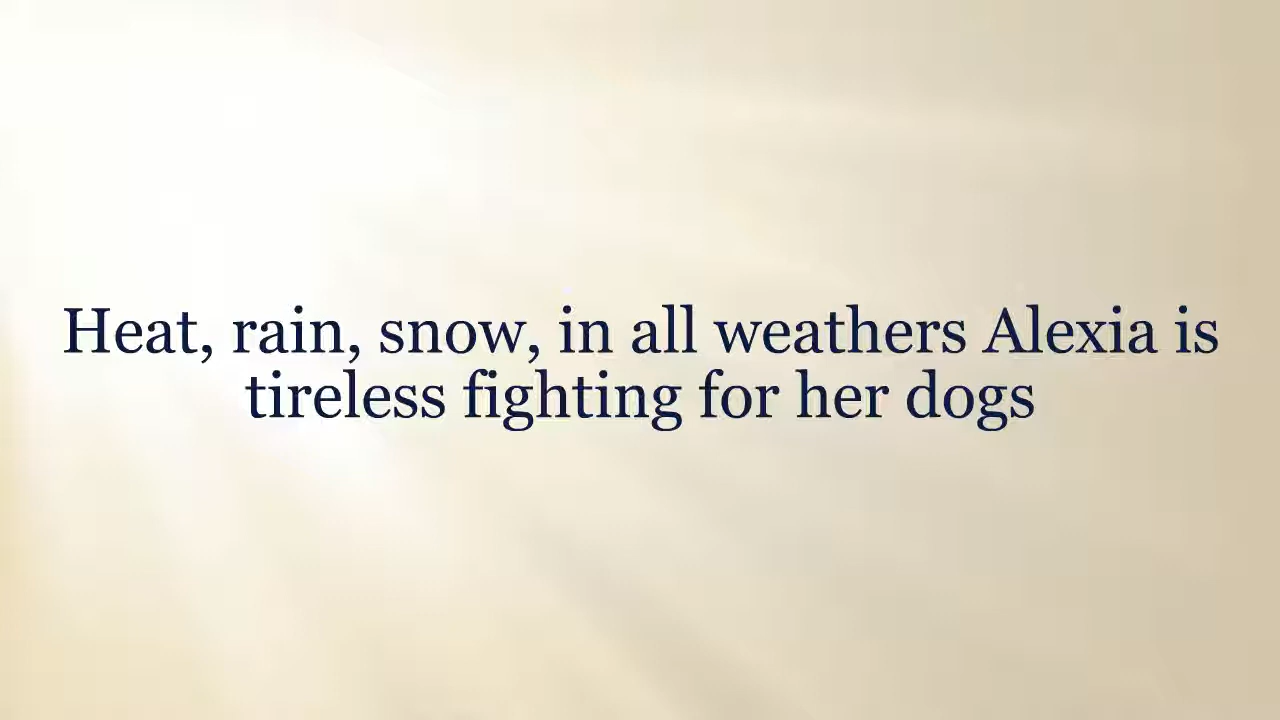 Heat, rain, snow, in all weathers Alexia is
tireless fighting for her dogs